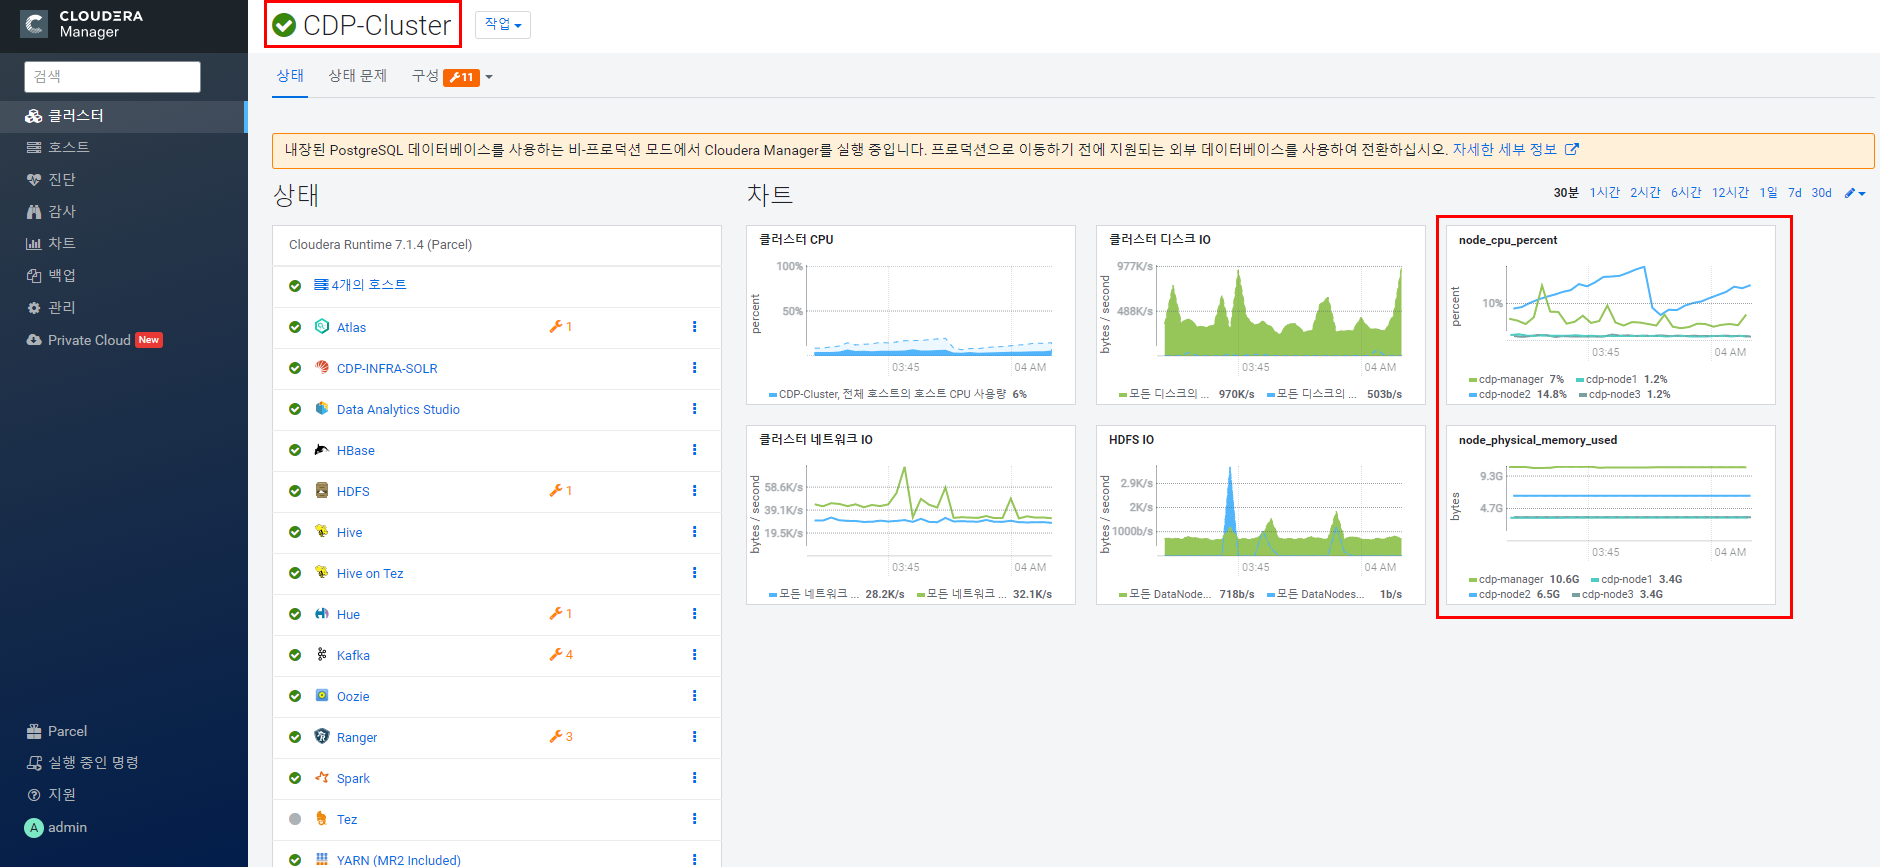 CLOUDERA
Manager
검색
클러스터
호스트
진단
감사
차트
백업
관리
Private Cloud New
Parcel
실행 중인 명령
지원
A admin
CDP-Cluster
작업
상태
상태 문제
구성 11
내장된 PostgreSQL 데이터베이스를 사용하는 비-프로덕션 모드에서 Cloudera Manager를 실행 중입니다. 프로덕션으로 이동하기 전에 지원되는 외부 데이터베이스를 사용하여 전환하십시오. 자세한 세부 정보
상태
Cloudera Runtime 7.1.4 (Parcel)
4개의 호스트
Atlas 1
CDP-INFRA-SOLR
Data Analytics Studio
HBase
HDFS 1
Hive
Hive on Tez
Hue 1
Kafka 4
Oozie
Ranger 3
Spark
Tez
YARN (MR2 Included)
차트
30분 1시간 2시간 6시간 12시간 1일 7d 30d
클러스터 CPU
percent
100%
50%
03:45 04 AM
CDP-Cluster, 전체 호스트의 호스트 CPU 사용량 6%
클러스터 디스크 IO
bytes / second
977K/s
488K/s
03:45 04 AM
모든 디스크의 ... 970K/s 모든 디스크의 ... 503b/s
node_cpu_percent
percent
10%
03:45 04 AM
cdp-manager 7% cdp-node1 1.2%
cdp-node2 14.8% cdp-node3 1.2%
클러스터 네트워크 IO
bytes / second
58.6K/s
39.1K/s
19.5K/s
03:45 04 AM
모든 네트워크 ... 28.2K/s 모든 네트워크 ... 32.1K/s
HDFS IO
bytes / second
2.9K/s
2K/s
1000b/s
03:45 04 AM
모든 DataNode... 718b/s 모든 DataNodes... 1b/s
node_physical_memory_used
bytes
9.3G
4.7G
03:45 04 AM
cdp-manager 10.6G cdp-node1 3.4G
cdp-node2 6.5G cdp-node3 3.4G